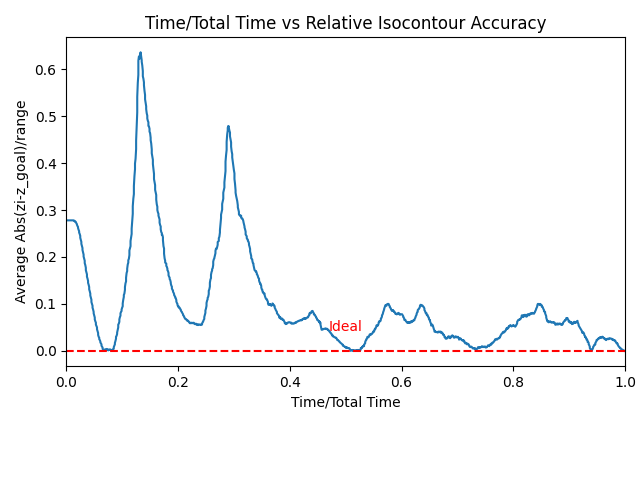 Time/Total Time vs Relative Isocontour Accuracy
Average Abs(zi-z_goal)/range
0.6
0.5
0.4
0.3
0.2
0.1
0.0
Ideal
0.0 0.2 0.4 0.6 0.8 1.0
Time/Total Time